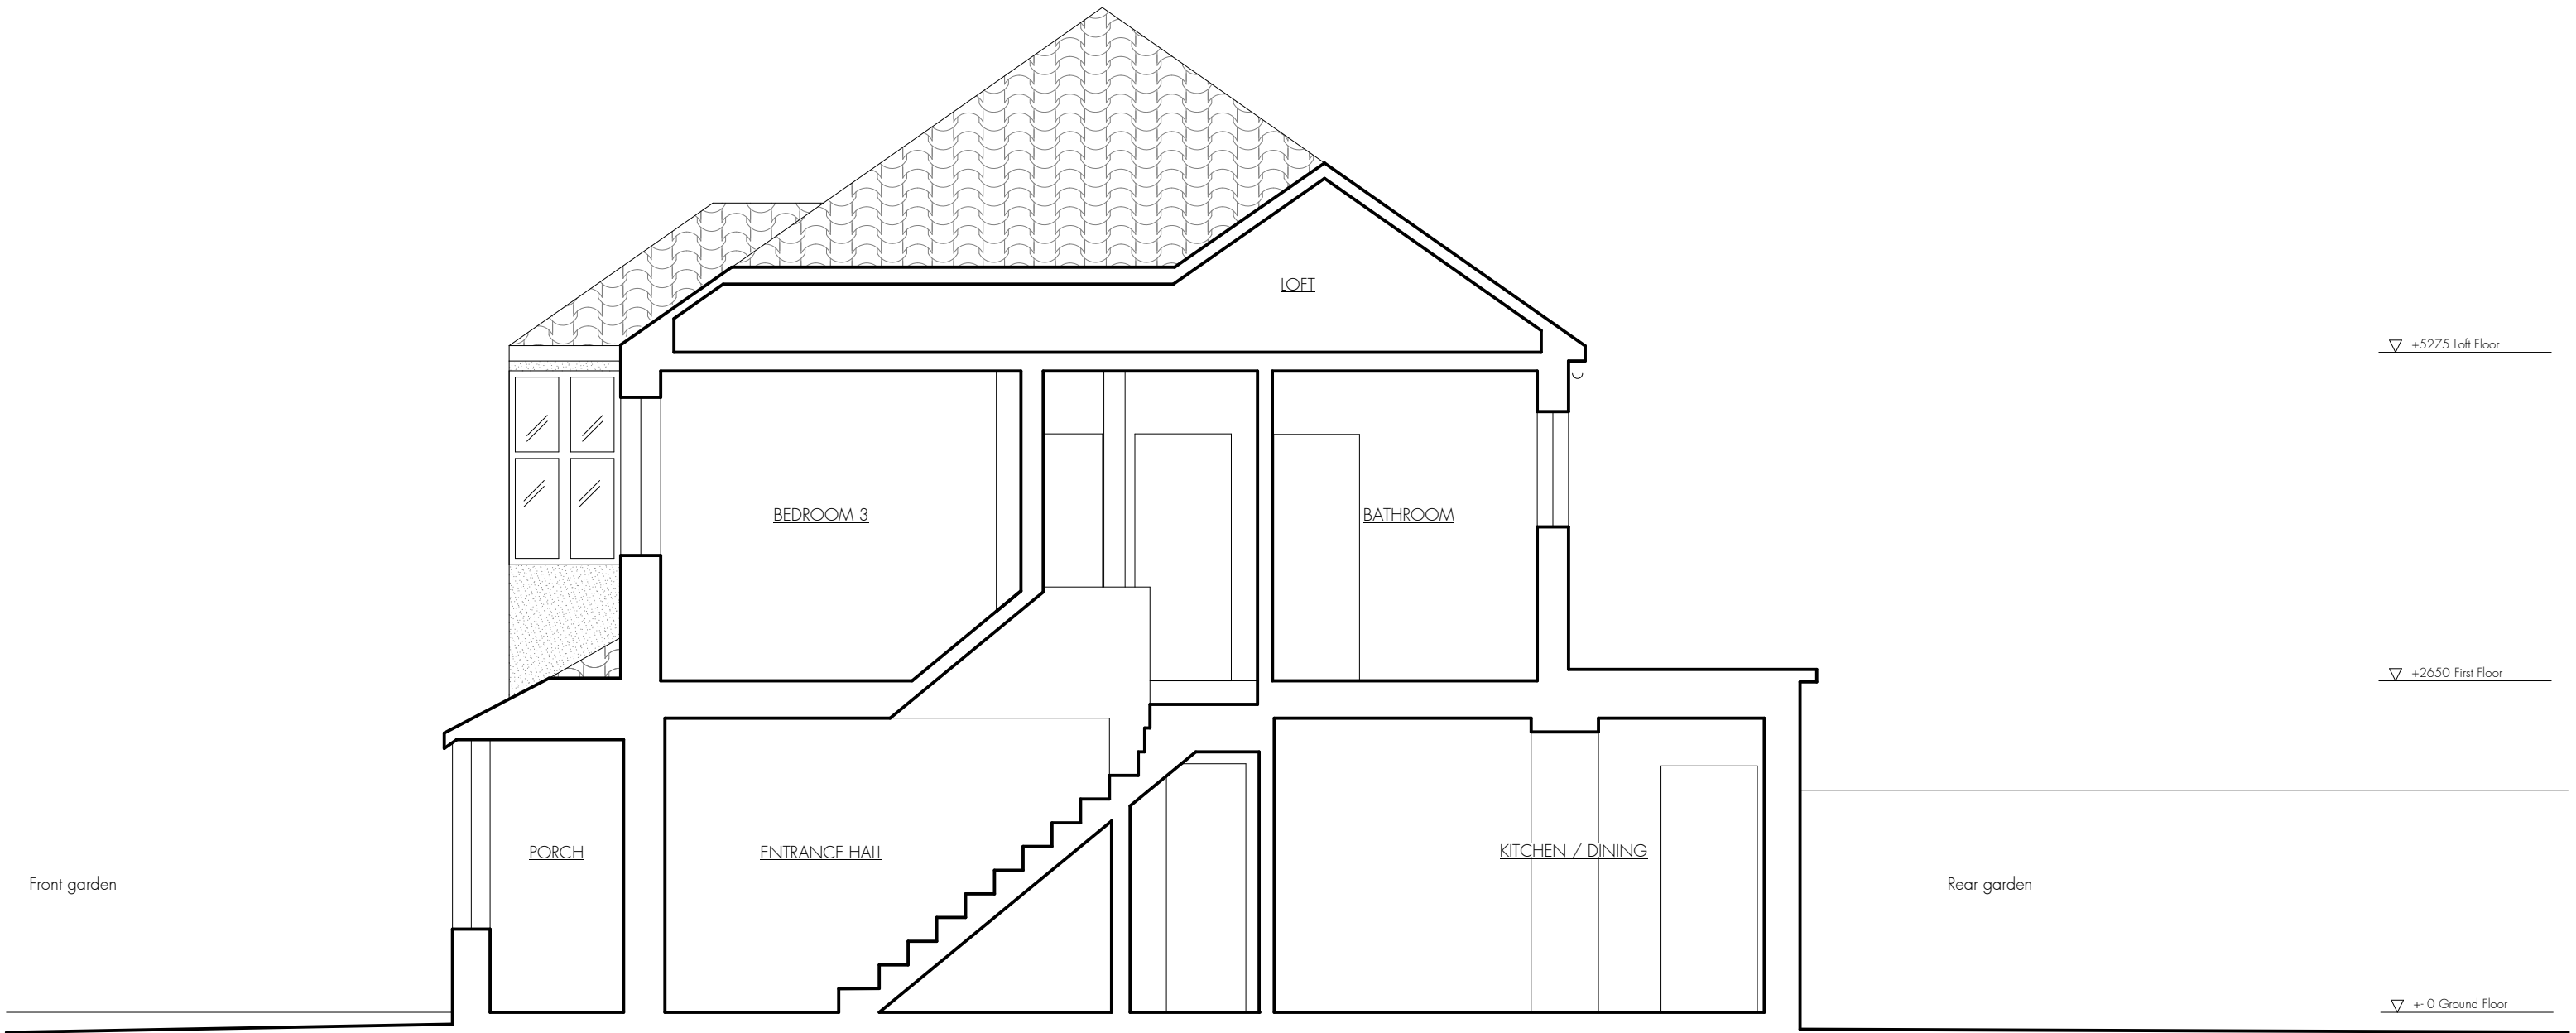 LOFT
+5275 Loft Floor
BEDROOM 3
BATHROOM
+2650 First Floor
PORCH
ENTRANCE HALL
KITCHEN / DINING
Front garden
Rear garden
+- 0 Ground Floor